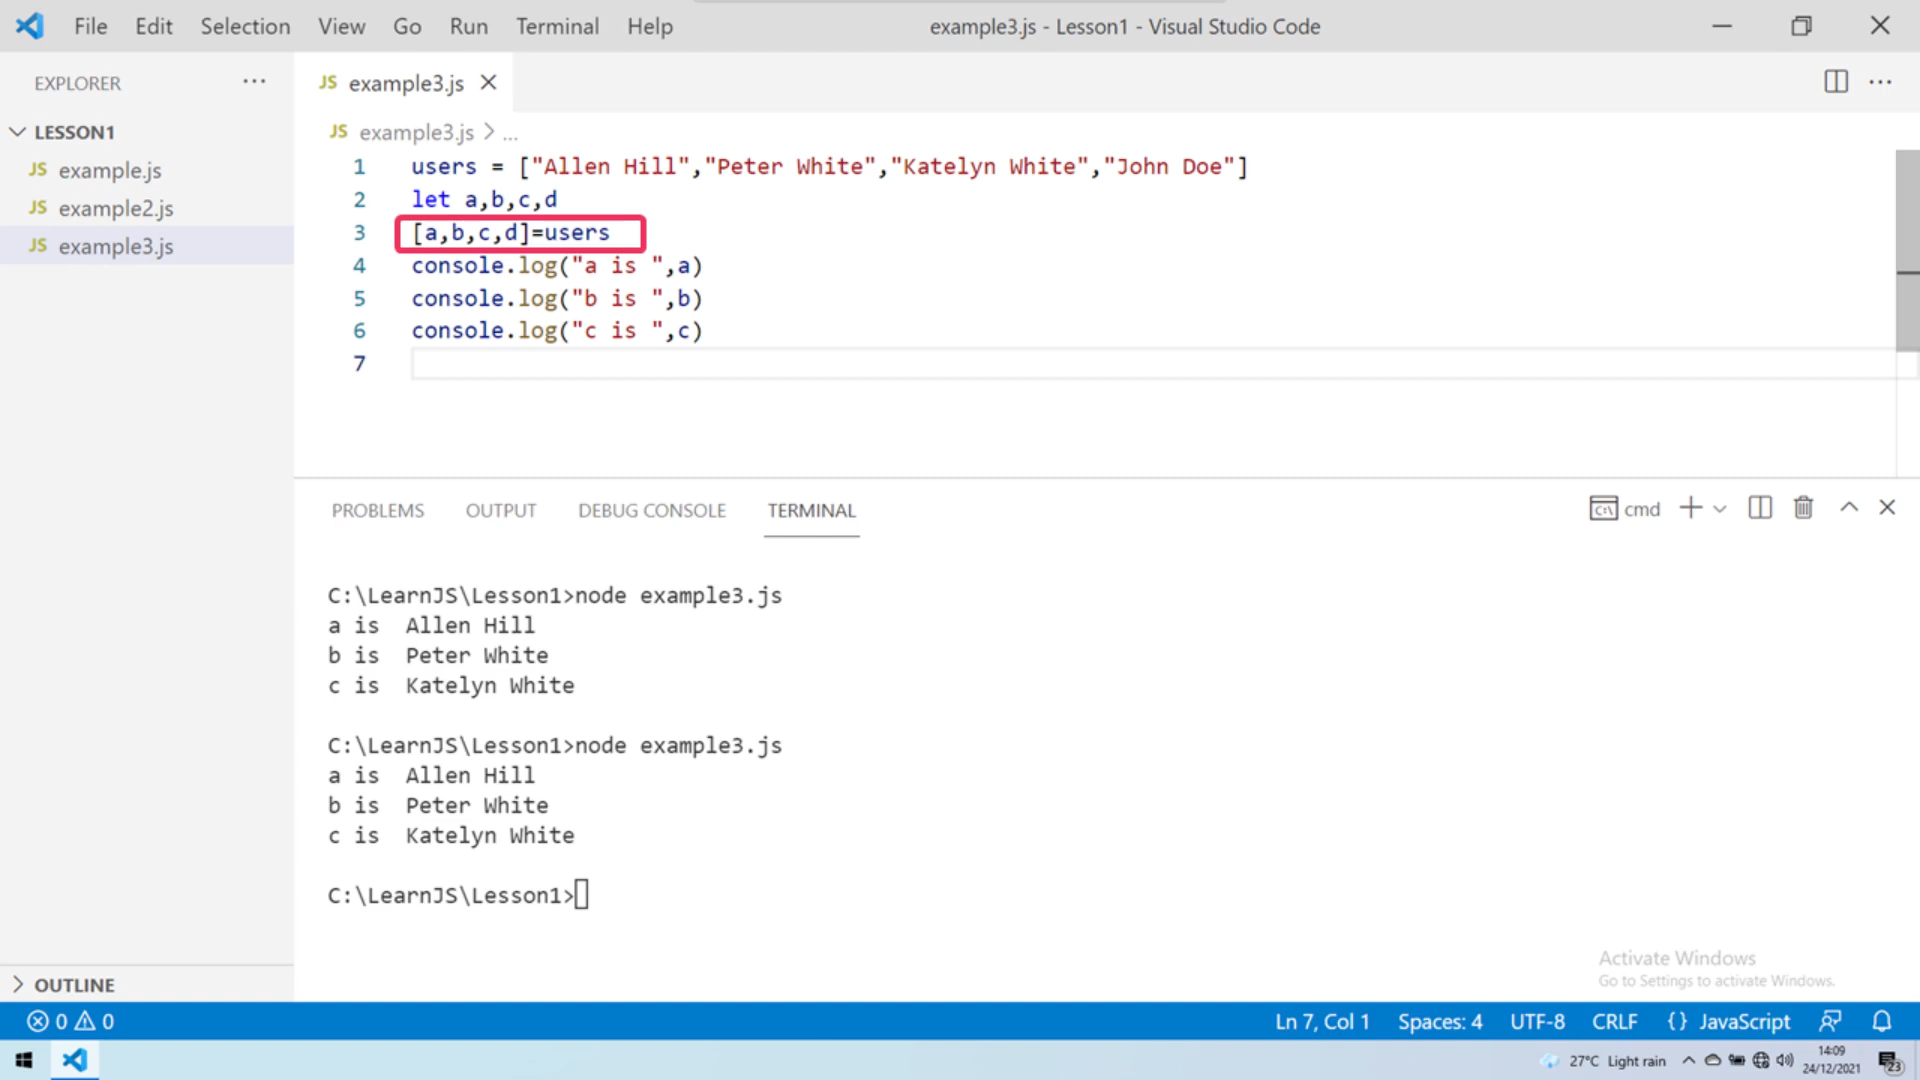 File Edit Selection View Go Run Terminal Help example3.js - Lesson1 - Visual Studio Code
EXPLORER
LESSON1
JS example.js
JS example2.js
JS example3.js
OUTLINE
JS example3.js
JS example3.js > ...
1 users = ["Allen Hill","Peter White","Katelyn White","John Doe"]
2 let a,b,c,d
3 [a,b,c,d]=users
4 console.log("a is ",a)
5 console.log("b is ",b)
6 console.log("c is ",c)
7
PROBLEMS OUTPUT DEBUG CONSOLE TERMINAL cmd
C:\LearnJS\Lesson1>node example3.js
a is  Allen Hill
b is  Peter White
c is  Katelyn White
C:\LearnJS\Lesson1>node example3.js
a is  Allen Hill
b is  Peter White
c is  Katelyn White
C:\LearnJS\Lesson1>
Activate Windows
Go to Settings to activate Windows.
0 0 Ln 7, Col 1 Spaces: 4 UTF-8 CRLF {} JavaScript
27°C Light rain 14:09
24/12/2021 23